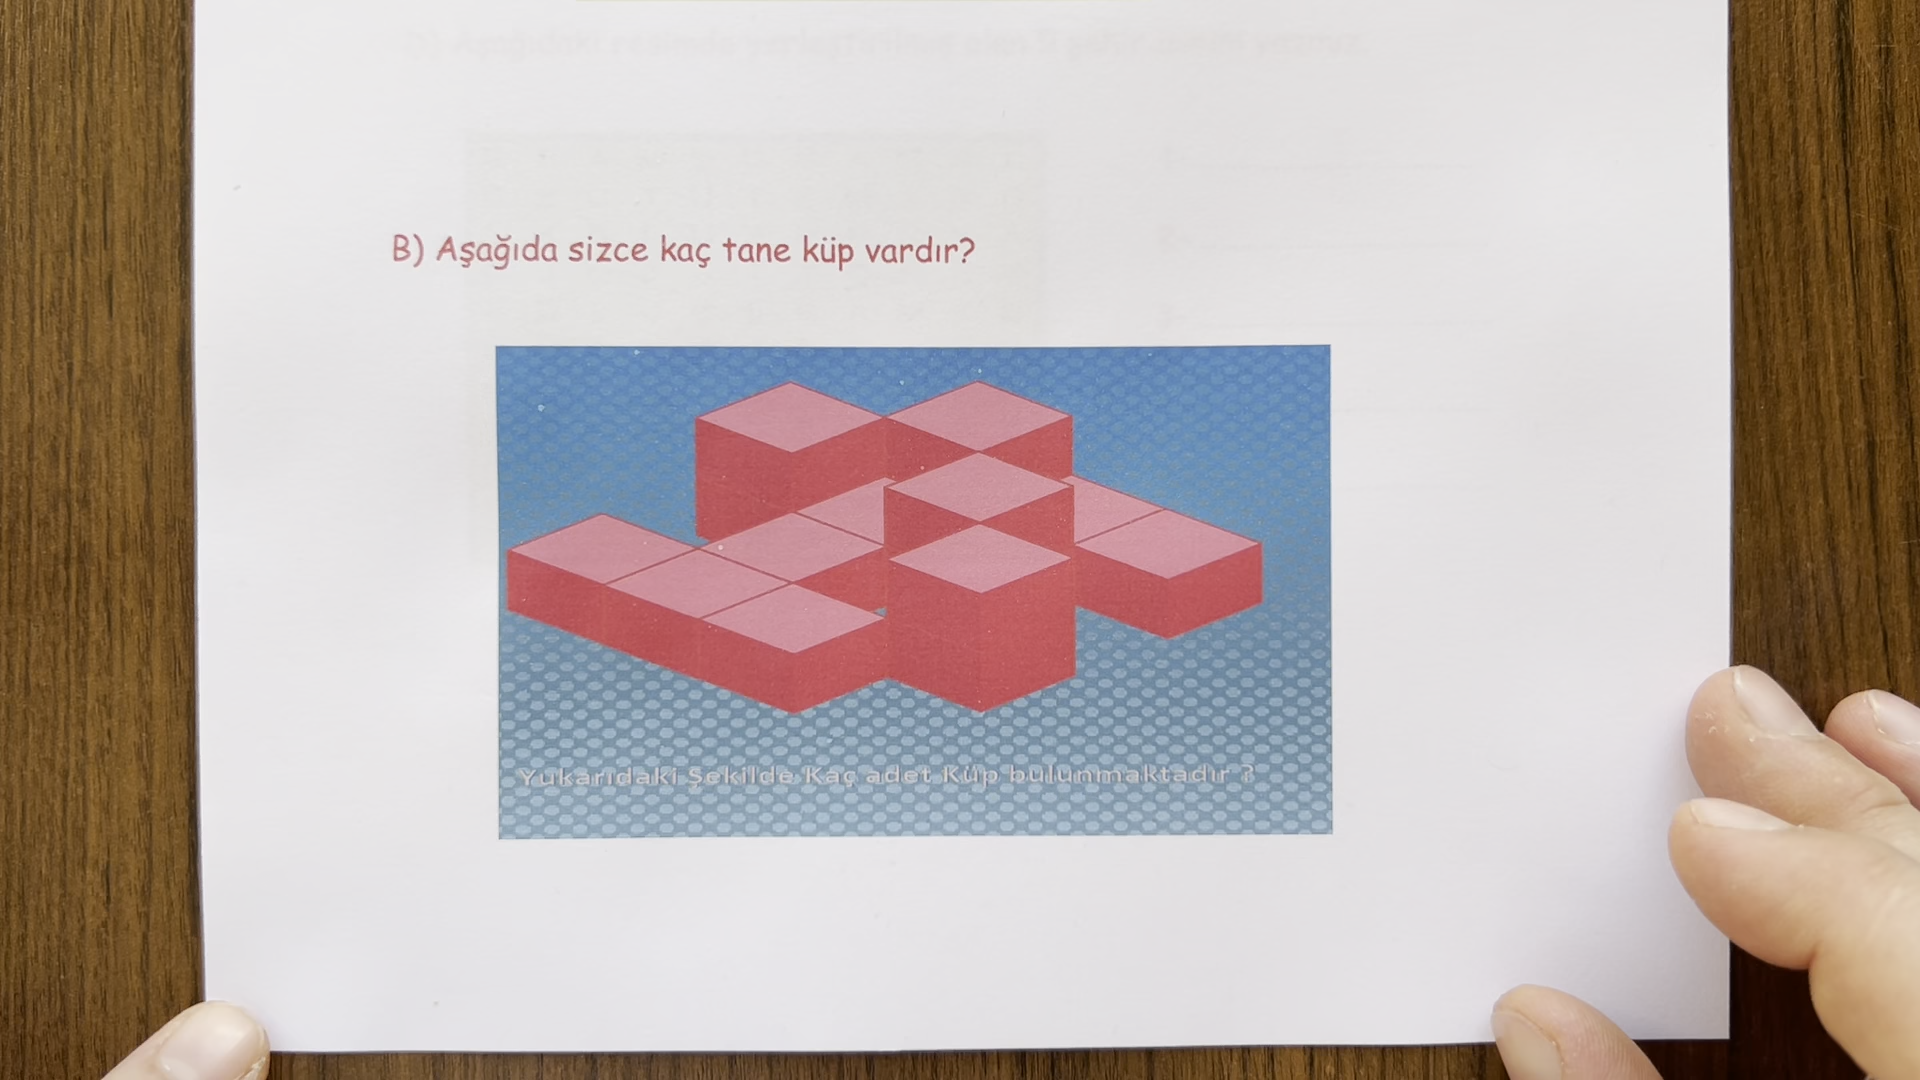 B) Aşağıda sizce kaç tane küp vardır?
Yukarıdaki Şekilde Kaç adet Küp bulunmaktadır ?